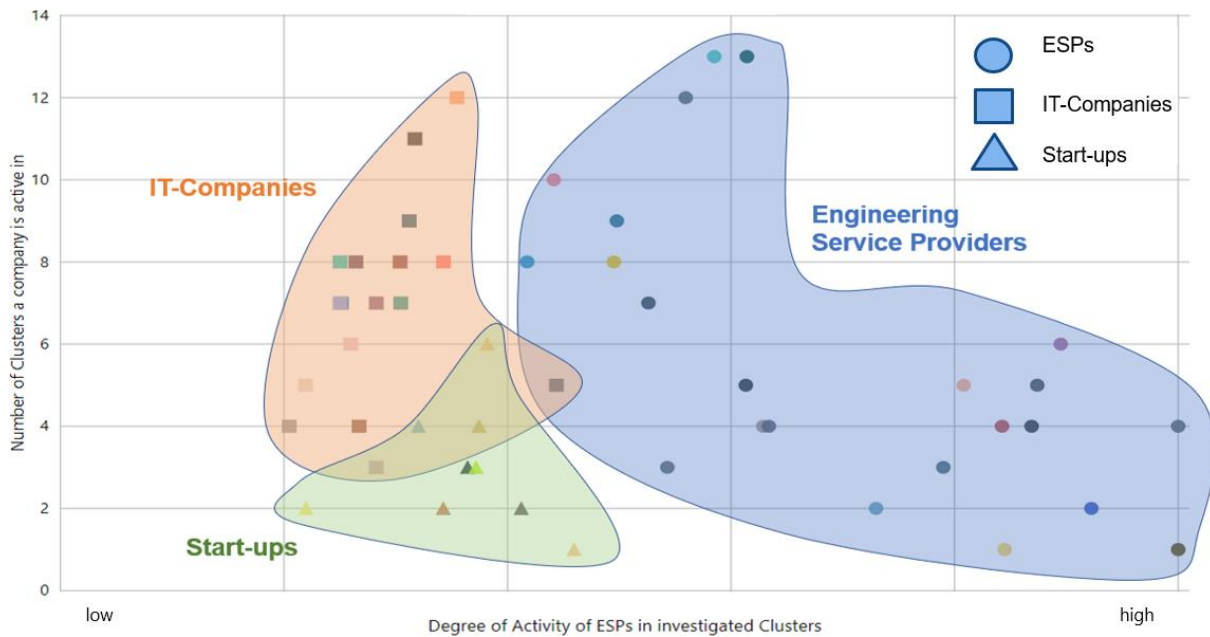 14
12
10
8
6
4
2
0
Number of Clusters a company is active in
ESPs
IT-Companies
Start-ups
IT-Companies
Engineering
Service Providers
Start-ups
low
high
Degree of Activity of ESPs in investigated Clusters